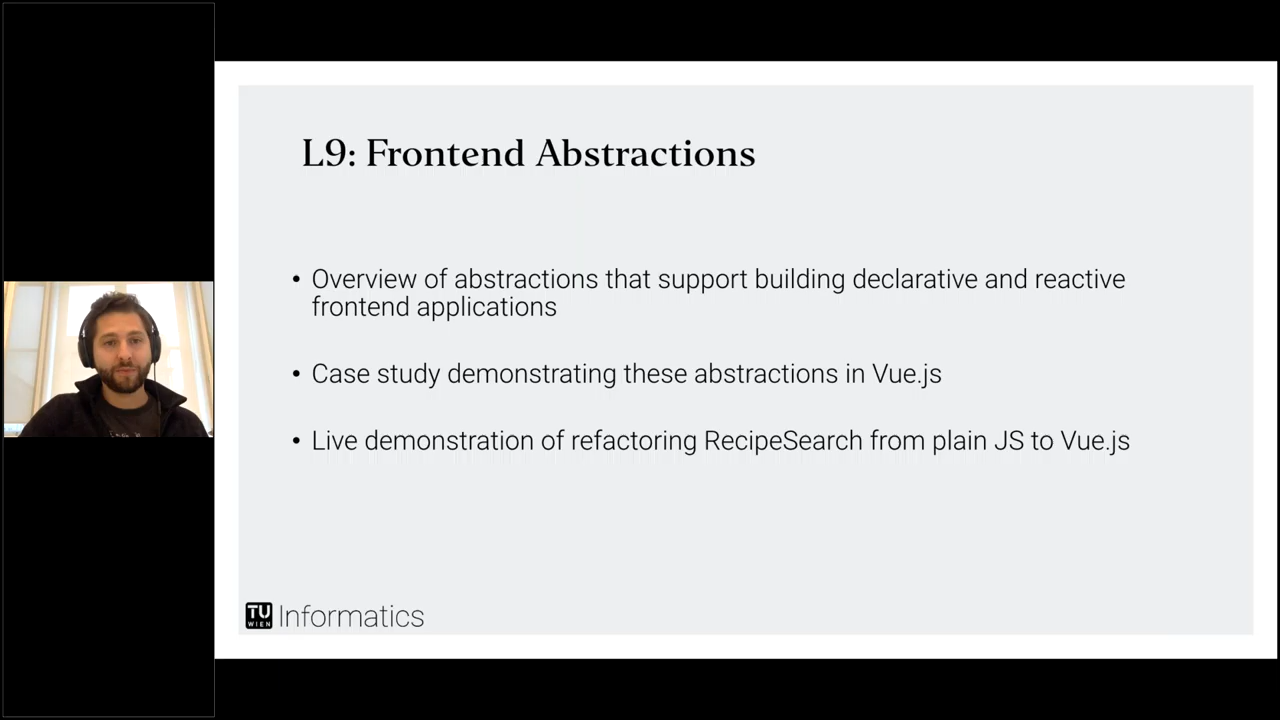 L9: Frontend Abstractions
• Overview of abstractions that support building declarative and reactive
frontend applications
• Case study demonstrating these abstractions in Vue.js
• Live demonstration of refactoring RecipeSearch from plain JS to Vue.js
TU
WIEN
Informatics